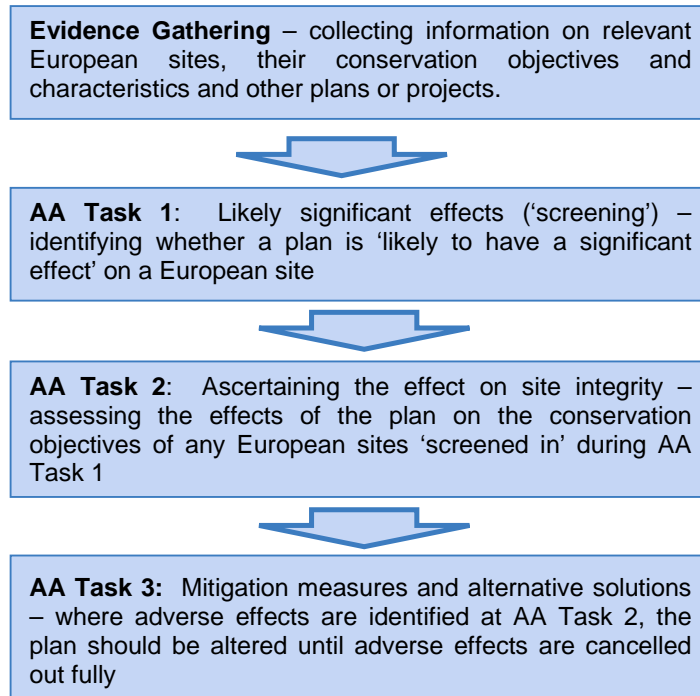 Evidence Gathering – collecting information on relevant
European sites, their conservation objectives and
characteristics and other plans or projects.
AA Task 1: Likely significant effects (‘screening’) –
identifying whether a plan is ‘likely to have a significant
effect’ on a European site
AA Task 2: Ascertaining the effect on site integrity –
assessing the effects of the plan on the conservation
objectives of any European sites ‘screened in’ during AA
Task 1
AA Task 3: Mitigation measures and alternative solutions
– where adverse effects are identified at AA Task 2, the
plan should be altered until adverse effects are cancelled
out fully